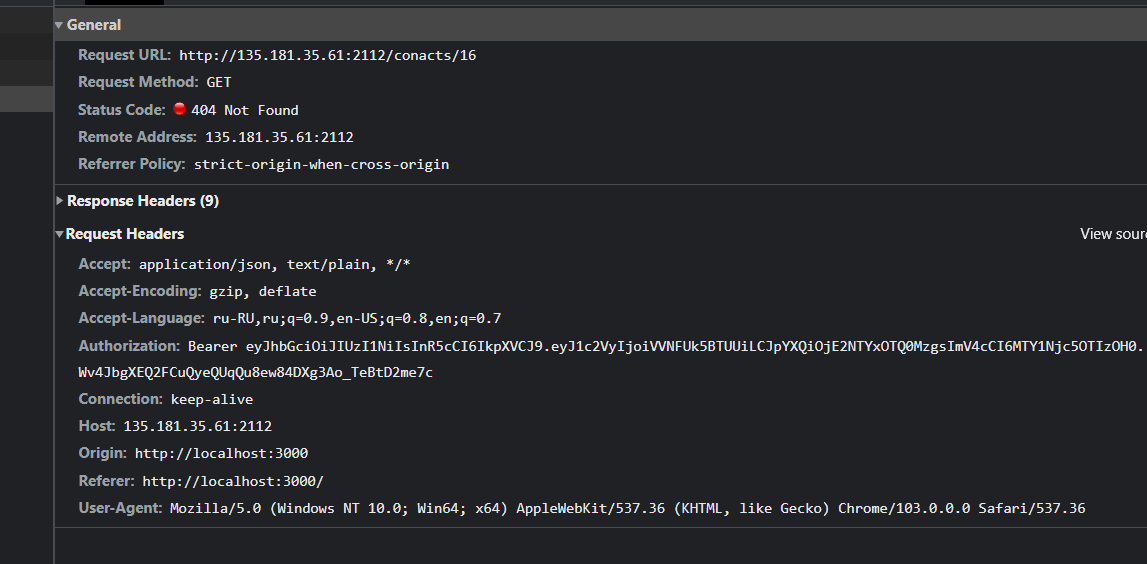 General
Request URL: http://135.181.35.61:2112/conacts/16
Request Method: GET
Status Code: 404 Not Found
Remote Address: 135.181.35.61:2112
Referrer Policy: strict-origin-when-cross-origin
Response Headers (9)
Request Headers View sour
Accept: application/json, text/plain, */*
Accept-Encoding: gzip, deflate
Accept-Language: ru-RU,ru;q=0.9,en-US;q=0.8,en;q=0.7
Authorization: Bearer eyJhbGciOiJIUzI1NiIsInR5cCI6IkpXVCJ9.eyJ1c2VyIjoiVVNFUk5BTUUiLCJpYXQiOjE2NTYxOTQ0MzgsImV4cCI6MTY1Njc5OTIzOH0.
Wv4JbgXEQ2FCuQyeQUqQu8ew84DXg3Ao_TeBtD2me7c
Connection: keep-alive
Host: 135.181.35.61:2112
Origin: http://localhost:3000
Referer: http://localhost:3000/
User-Agent: Mozilla/5.0 (Windows NT 10.0; Win64; x64) AppleWebKit/537.36 (KHTML, like Gecko) Chrome/103.0.0.0 Safari/537.36